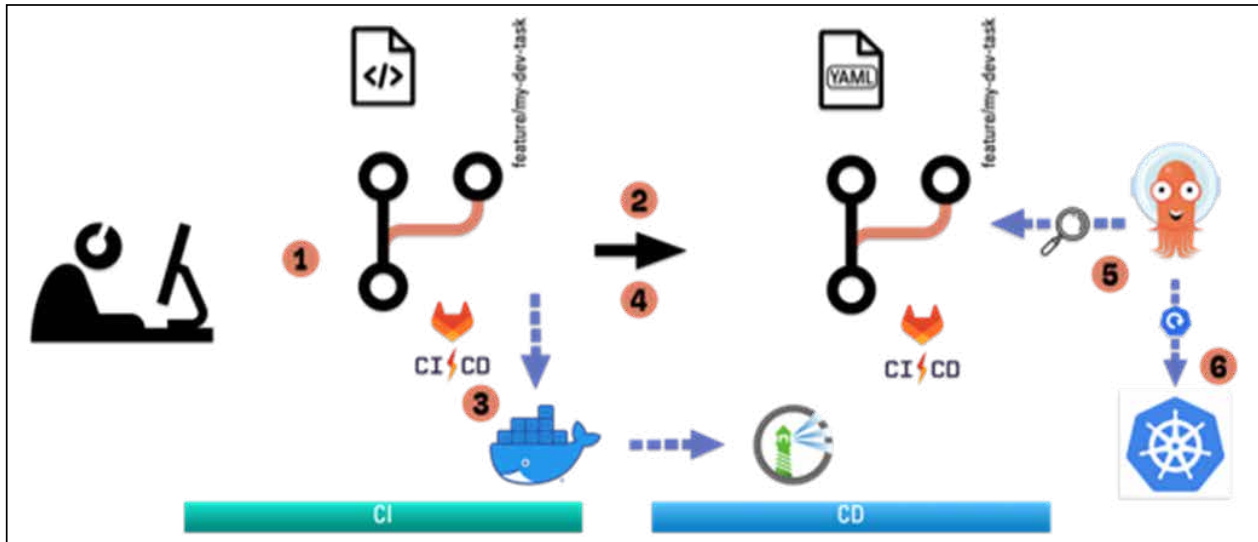 </>
feature/my-dev-task
YAML
feature/my-dev-task
1
2
4
5
6
CI CD
CI CD
3
CI
CD